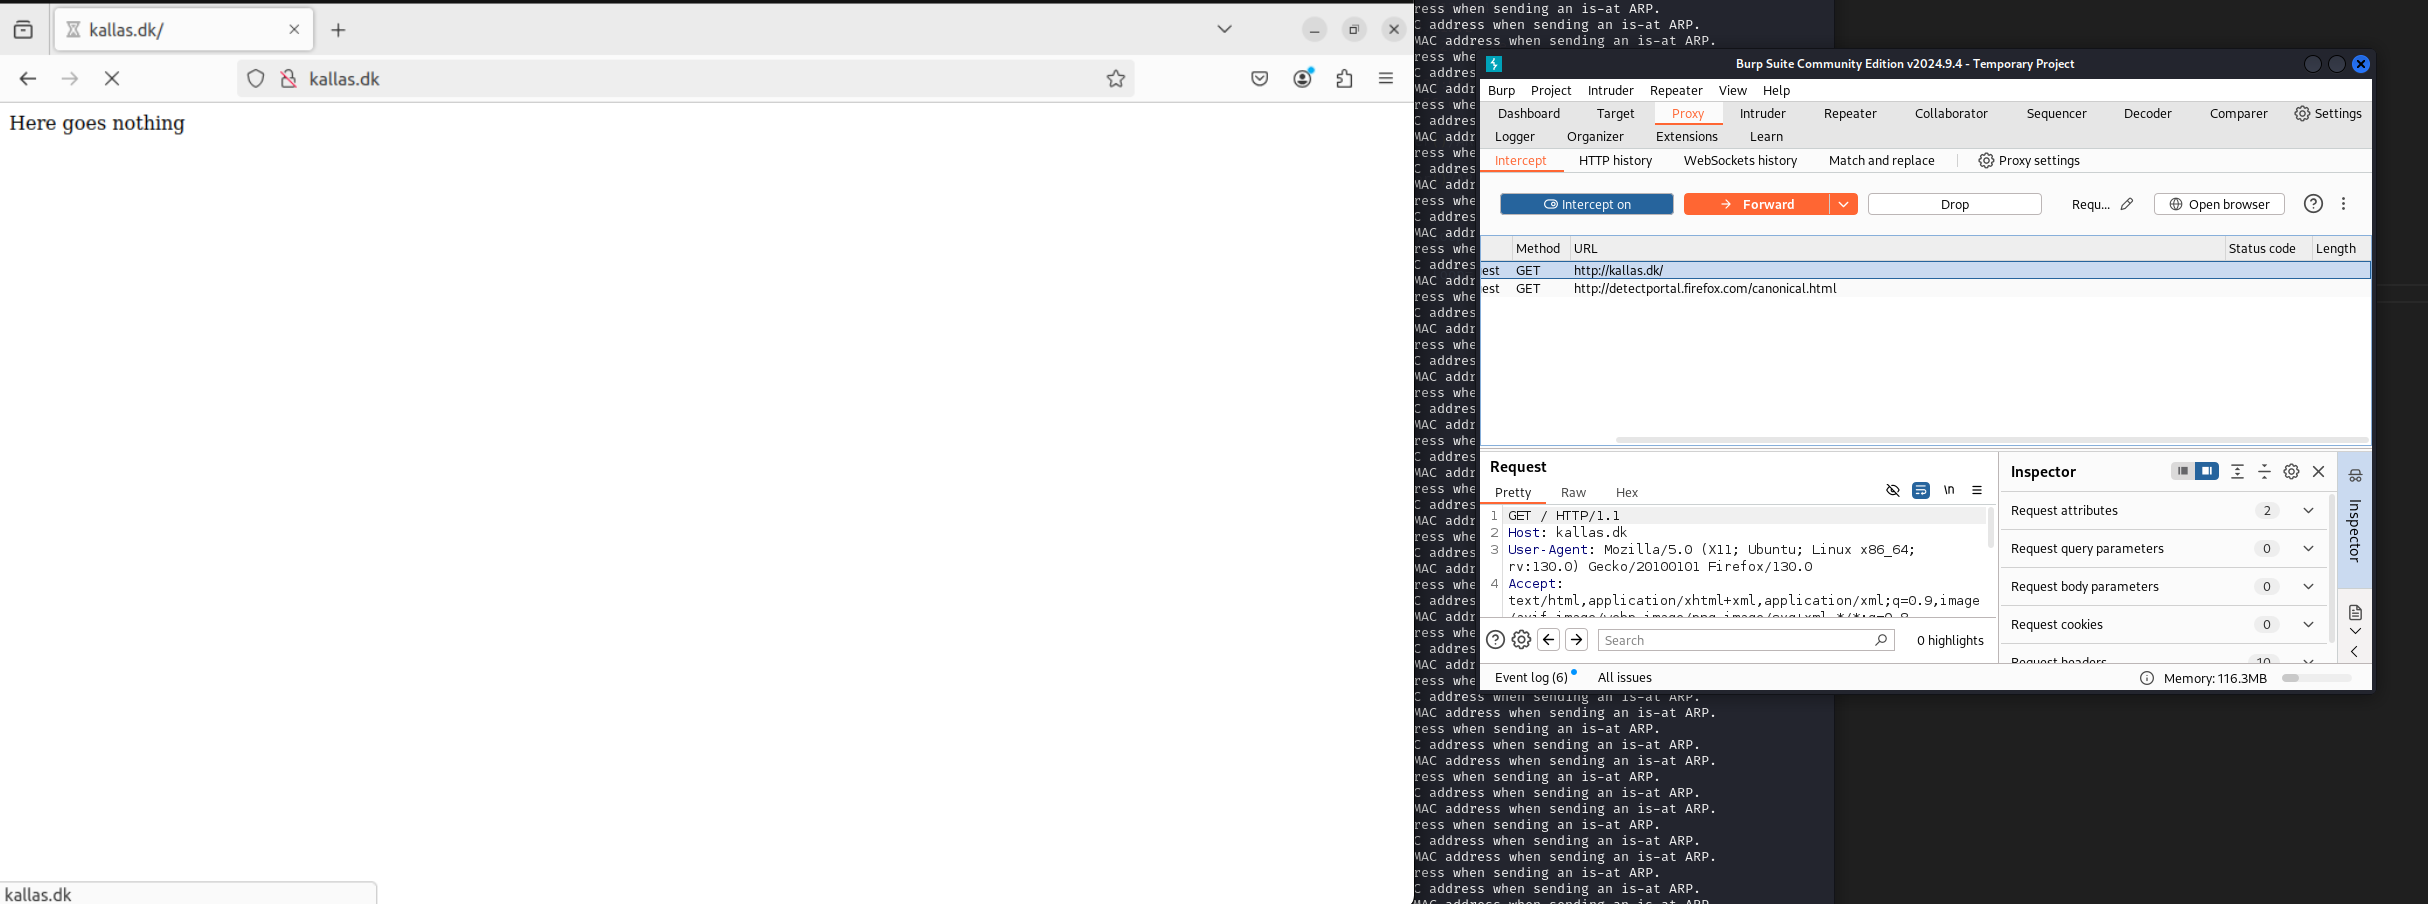 kallas.dk/
kallas.dk
Here goes nothing
kallas.dk
ress when sending an is-at ARP.
C address when sending an is-at ARP.
MAC address when sending an is-at ARP.
Burp Suite Community Edition v2024.9.4 - Temporary Project
Burp Project Intruder Repeater View Help
Dashboard Target Proxy Intruder Repeater Collaborator Sequencer Decoder Comparer Settings
Logger Organizer Extensions Learn
Intercept HTTP history WebSockets history Match and replace Proxy settings
Intercept on Forward Drop Requ... Open browser
Method URL Status code Length
est GET http://kallas.dk/
est GET http://detectportal.firefox.com/canonical.html
Request
Pretty Raw Hex \n
1 GET / HTTP/1.1
2 Host: kallas.dk
3 User-Agent: Mozilla/5.0 (X11; Ubuntu; Linux x86_64;
rv:130.0) Gecko/20100101 Firefox/130.0
4 Accept:
text/html,application/xhtml+xml,application/xml;q=0.9,image
Search 0 highlights
Inspector
Request attributes 2
Request query parameters 0
Request body parameters 0
Request cookies 0
Request headers 10
Inspector
Event log (6) All issues Memory: 116.3MB
C address when sending an is-at ARP.
MAC address when sending an is-at ARP.
ress when sending an is-at ARP.
C address when sending an is-at ARP.
MAC address when sending an is-at ARP.
ress when sending an is-at ARP.
C address when sending an is-at ARP.
MAC address when sending an is-at ARP.
ress when sending an is-at ARP.
C address when sending an is-at ARP.
MAC address when sending an is-at ARP.
ress when sending an is-at ARP.
C address when sending an is-at ARP.
MAC address when sending an is-at ARP.